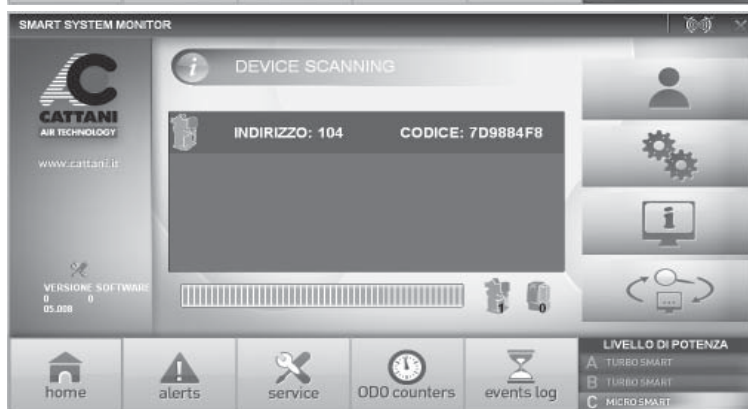 SMART SYSTEM MONITOR
AC
CATTANI
AIR TECHNOLOGY
www.cattani.it
i DEVICE SCANNING
INDIRIZZO: 104 CODICE: 7D9884F8
i
VERSIONE SOFTWARE
0 0
05.00B
1 0
home alerts service ODO counters events log
LIVELLO DI POTENZA
A TURBO SMART
B TURBO SMART
C MICRO SMART